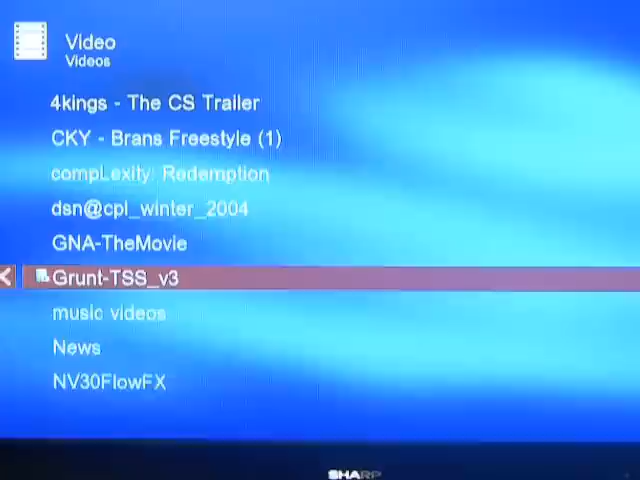 Video
Videos
4kings - The CS Trailer
CKY - Brans Freestyle (1)
compLexity: Redemption
dsn@cpl_winter_2004
GNA-TheMovie
Grunt-TSS_v3
music videos
News
NV30FlowFX
SHARP